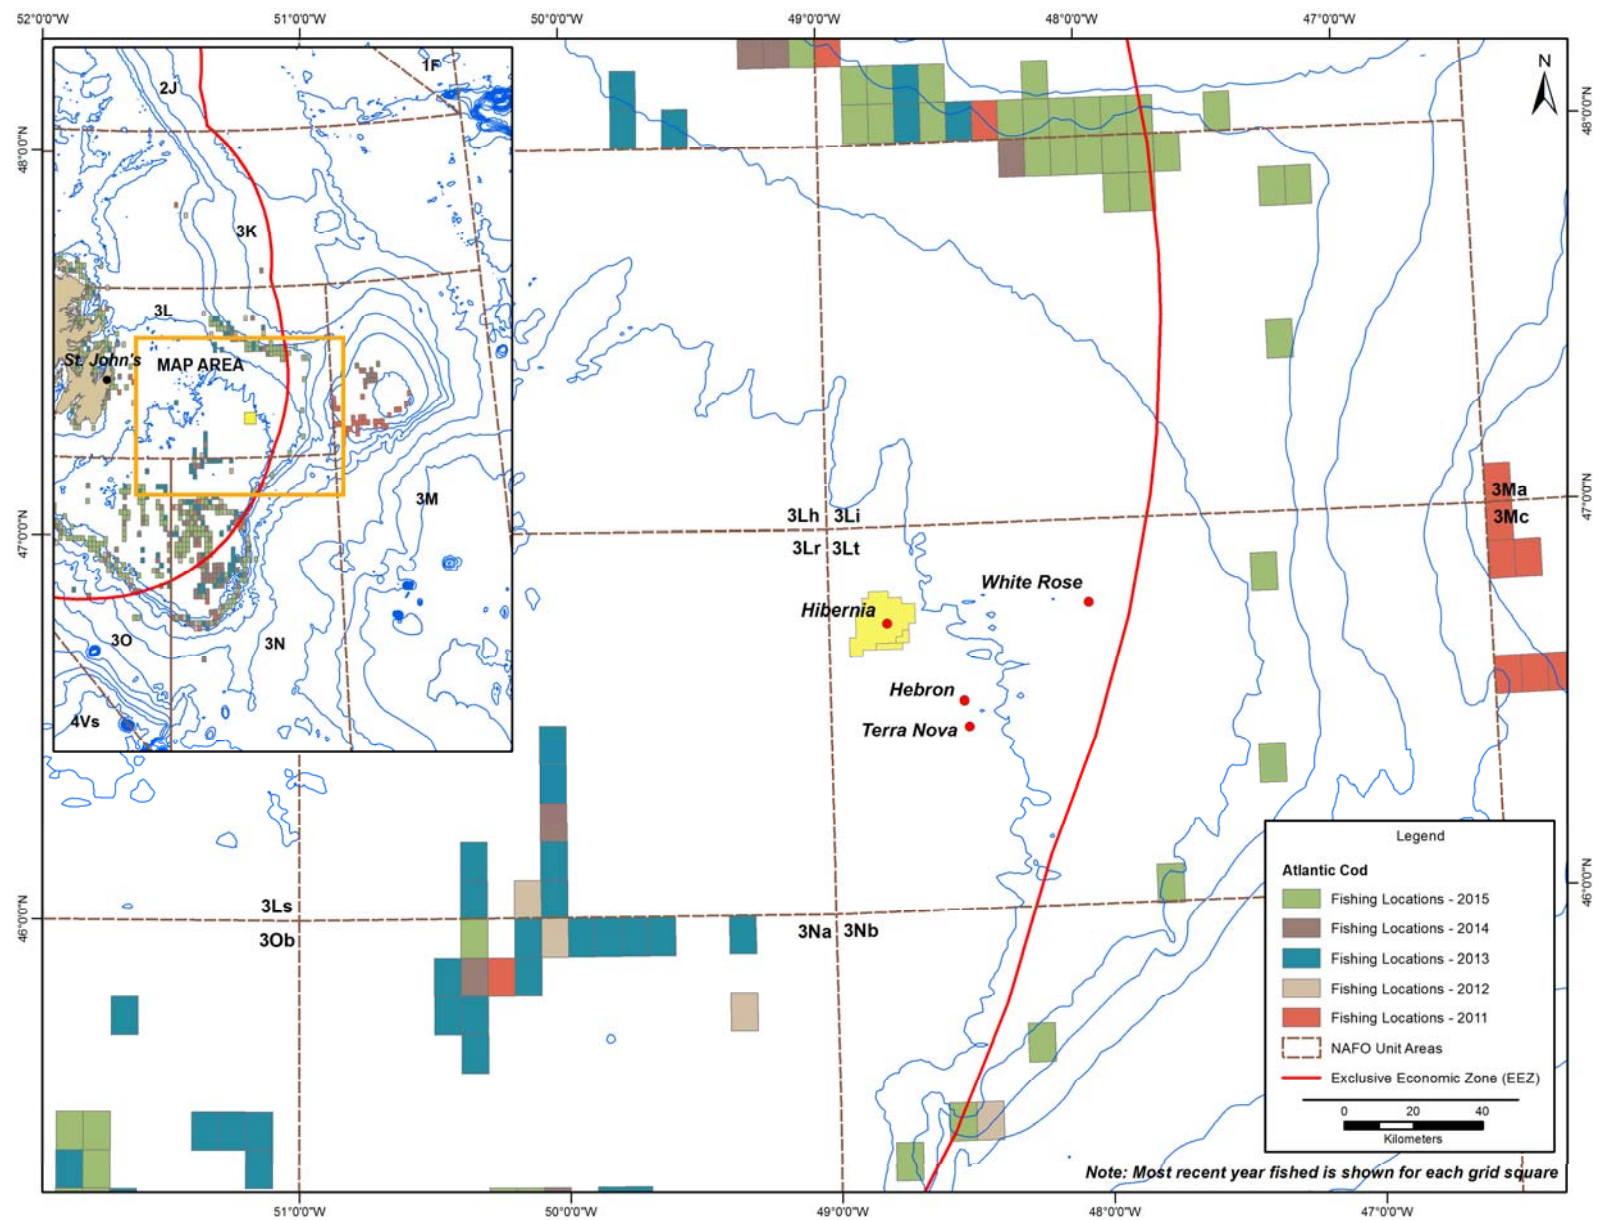 52°0'0"W 51°0'0"W 50°0'0"W 49°0'0"W 48°0'0"W 47°0'0"W
48°0'0"N
47°0'0"N
46°0'0"N
48°0'0"N
47°0'0"N
46°0'0"N
1F
2J
3K
3L
St. John's
MAP AREA
3M
3O
3N
4Vs
N
3Lh 3Li
3Lr 3Lt
3Ma
3Mc
White Rose
Hibernia
Hebron
Terra Nova
3Ls
3Ob
3Na 3Nb
Legend
Atlantic Cod
Fishing Locations - 2015
Fishing Locations - 2014
Fishing Locations - 2013
Fishing Locations - 2012
Fishing Locations - 2011
NAFO Unit Areas
Exclusive Economic Zone (EEZ)
0 20 40
Kilometers
Note: Most recent year fished is shown for each grid square
51°0'0"W 50°0'0"W 49°0'0"W 48°0'0"W 47°0'0"W